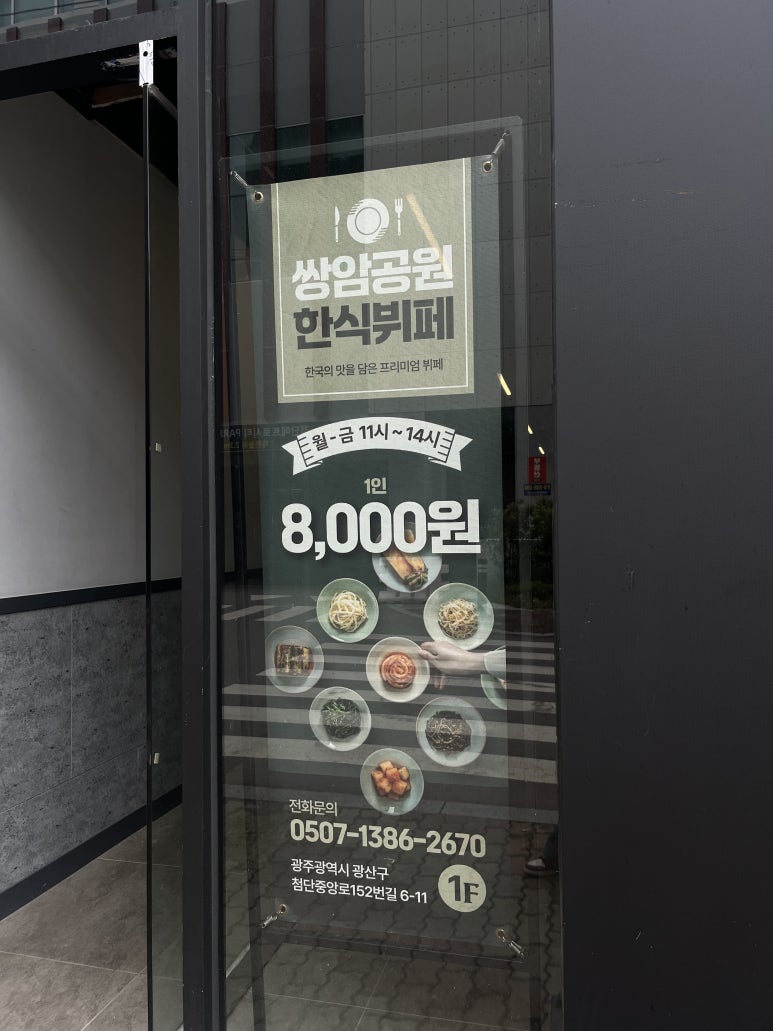 쌍암공원
한식뷔페
한국의 맛을 담은 프리미엄 뷔페
월-금 11시~14시
1인
8,000원
전화문의
0507-1386-2670
광주광역시 광산구
첨단중앙로152번길 6-11
1F